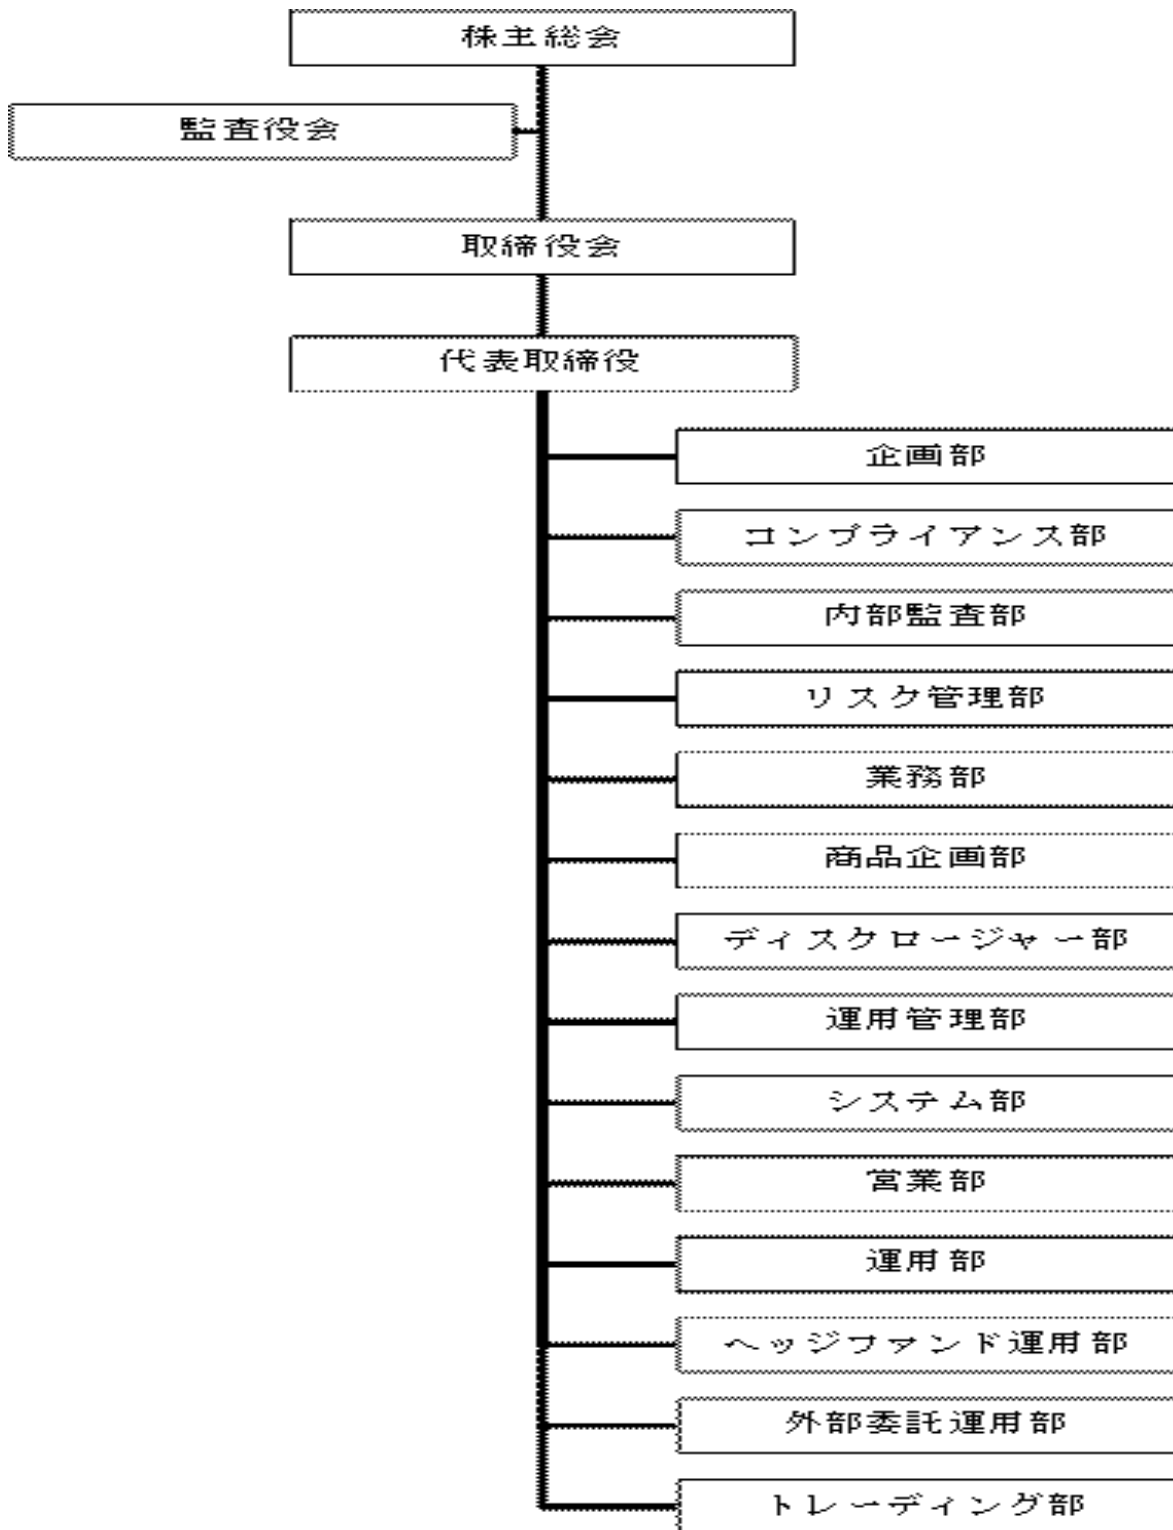 株主総会
監査役会
取締役会
代表取締役
企画部
コンプライアンス部
内部監査部
リスク管理部
業務部
商品企画部
ディスクロージャー部
運用管理部
システム部
営業部
運用部
ヘッジファンド運用部
外部委託運用部
トレーディング部